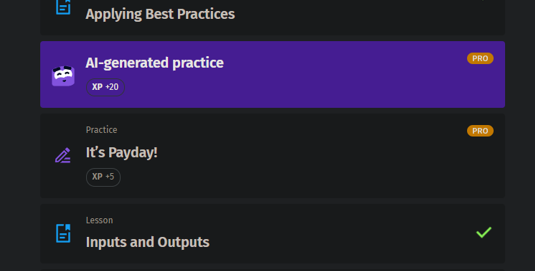 Applying Best Practices
AI-generated practice
PRO
XP +20
Practice
PRO
It's Payday!
XP +5
Lesson
Inputs and Outputs